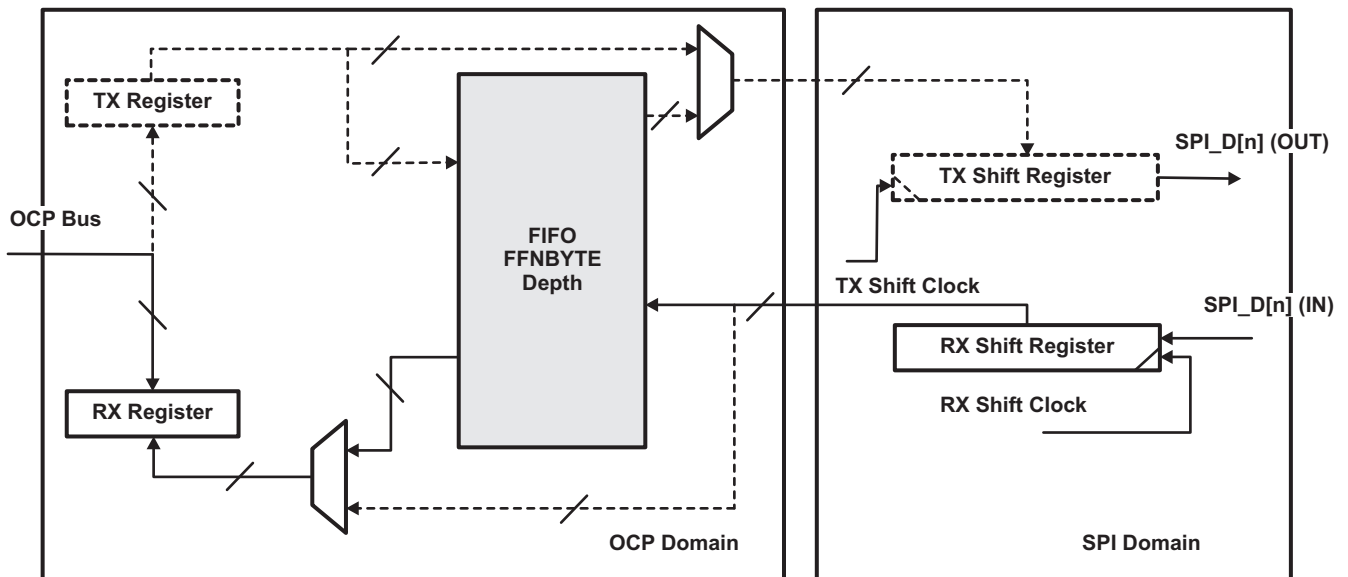 TX Register
SPI_D[n] (OUT)
TX Shift Register
OCP Bus
FIFO
FFNBYTE
Depth
TX Shift Clock
SPI_D[n] (IN)
RX Shift Register
RX Register
RX Shift Clock
OCP Domain
SPI Domain